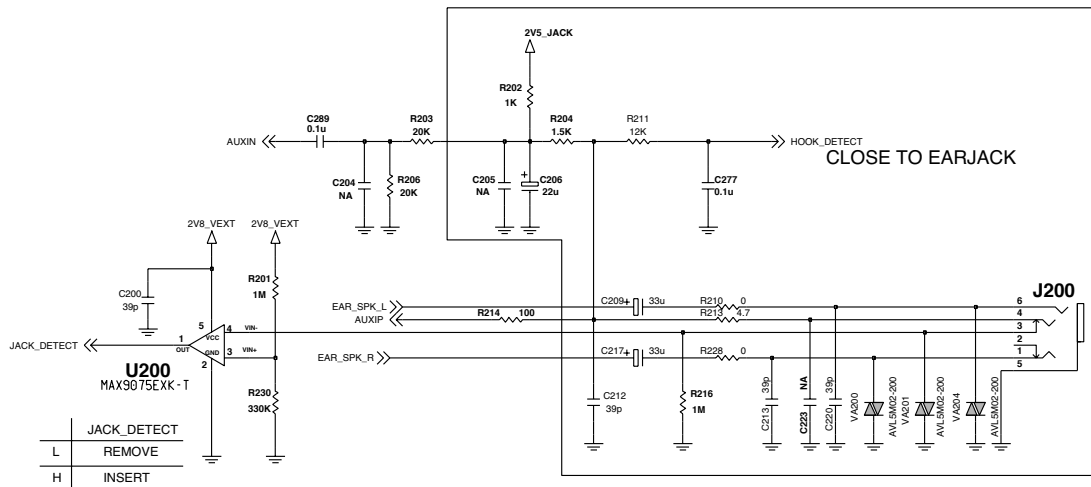 2V5_JACK
R202
1K
C289
0.1u
R203
20K
R204
1.5K
R211
12K
AUXIN
HOOK_DETECT
CLOSE TO EARJACK
C204
NA
R206
20K
C205
NA
+
C206
22u
C277
0.1u
2V8_VEXT
2V8_VEXT
C200
39p
R201
1M
J200
EAR_SPK_L
C209
+
33u
R210
0
6
AUXIP
R214
100
R213
4.7
4
5
VCC
4
VIN-
3
JACK_DETECT
1
OUT
2
GND
3
VIN+
2
EAR_SPK_R
C217
+
33u
R228
0
1
5
U200
MAX9075EXK-T
R230
330K
C212
39p
R216
1M
39p
C213
NA
C223
39p
C220
VA200
AVL5M02-200
VA201
AVL5M02-200
VA204
AVL5M02-200
JACK_DETECT
L REMOVE
H INSERT